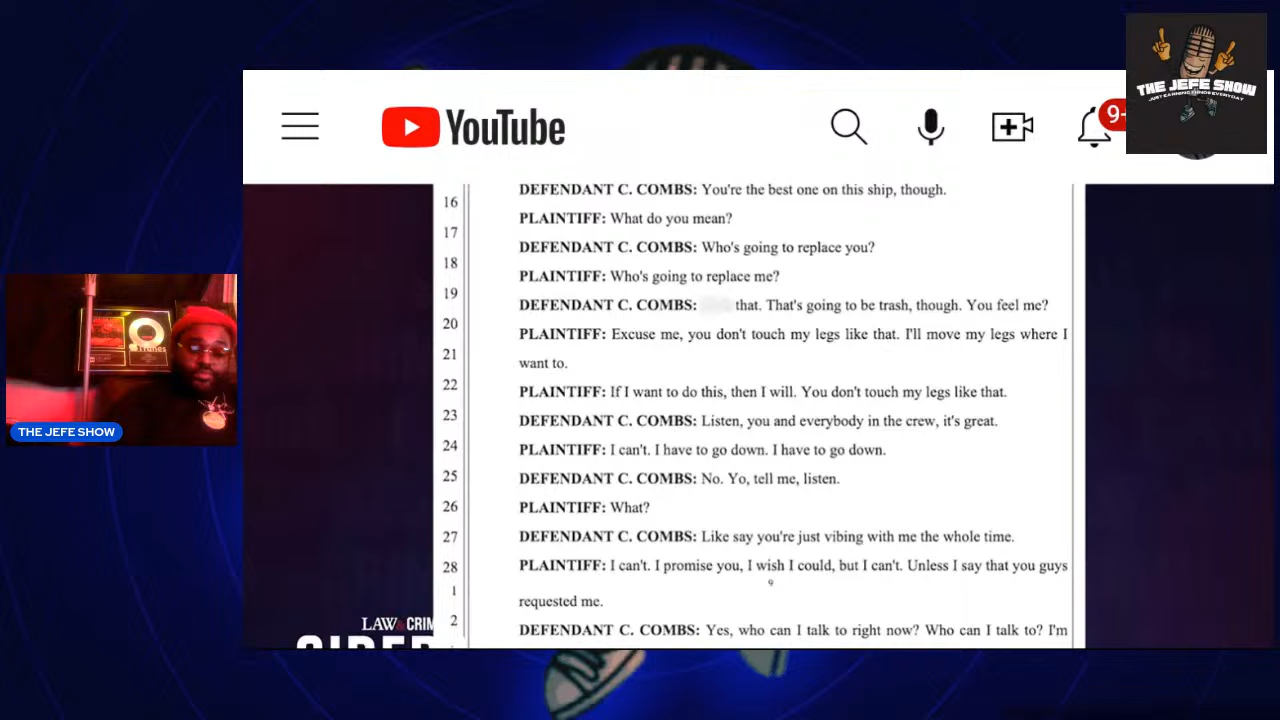 THE JEFE SHOW
JUST EARNING FUNDS EVERYDAY
YouTube
9+
16
DEFENDANT C. COMBS: You're the best one on this ship, though.
17
PLAINTIFF: What do you mean?
18
DEFENDANT C. COMBS: Who's going to replace you?
19
PLAINTIFF: Who's going to replace me?
20
DEFENDANT C. COMBS: that. That's going to be trash, though. You feel me?
21
PLAINTIFF: Excuse me, you don't touch my legs like that. I'll move my legs where I
want to.
22
PLAINTIFF: If I want to do this, then I will. You don't touch my legs like that.
23
DEFENDANT C. COMBS: Listen, you and everybody in the crew, it's great.
24
PLAINTIFF: I can't. I have to go down. I have to go down.
25
DEFENDANT C. COMBS: No. Yo, tell me, listen.
26
PLAINTIFF: What?
27
DEFENDANT C. COMBS: Like say you're just vibing with me the whole time.
28
PLAINTIFF: I can't. I promise you, I wish I could, but I can't. Unless I say that you guys
9
1
requested me.
2
DEFENDANT C. COMBS: Yes, who can I talk to right now? Who can I talk to? I'm
THE JEFE SHOW
LAW & CRIM